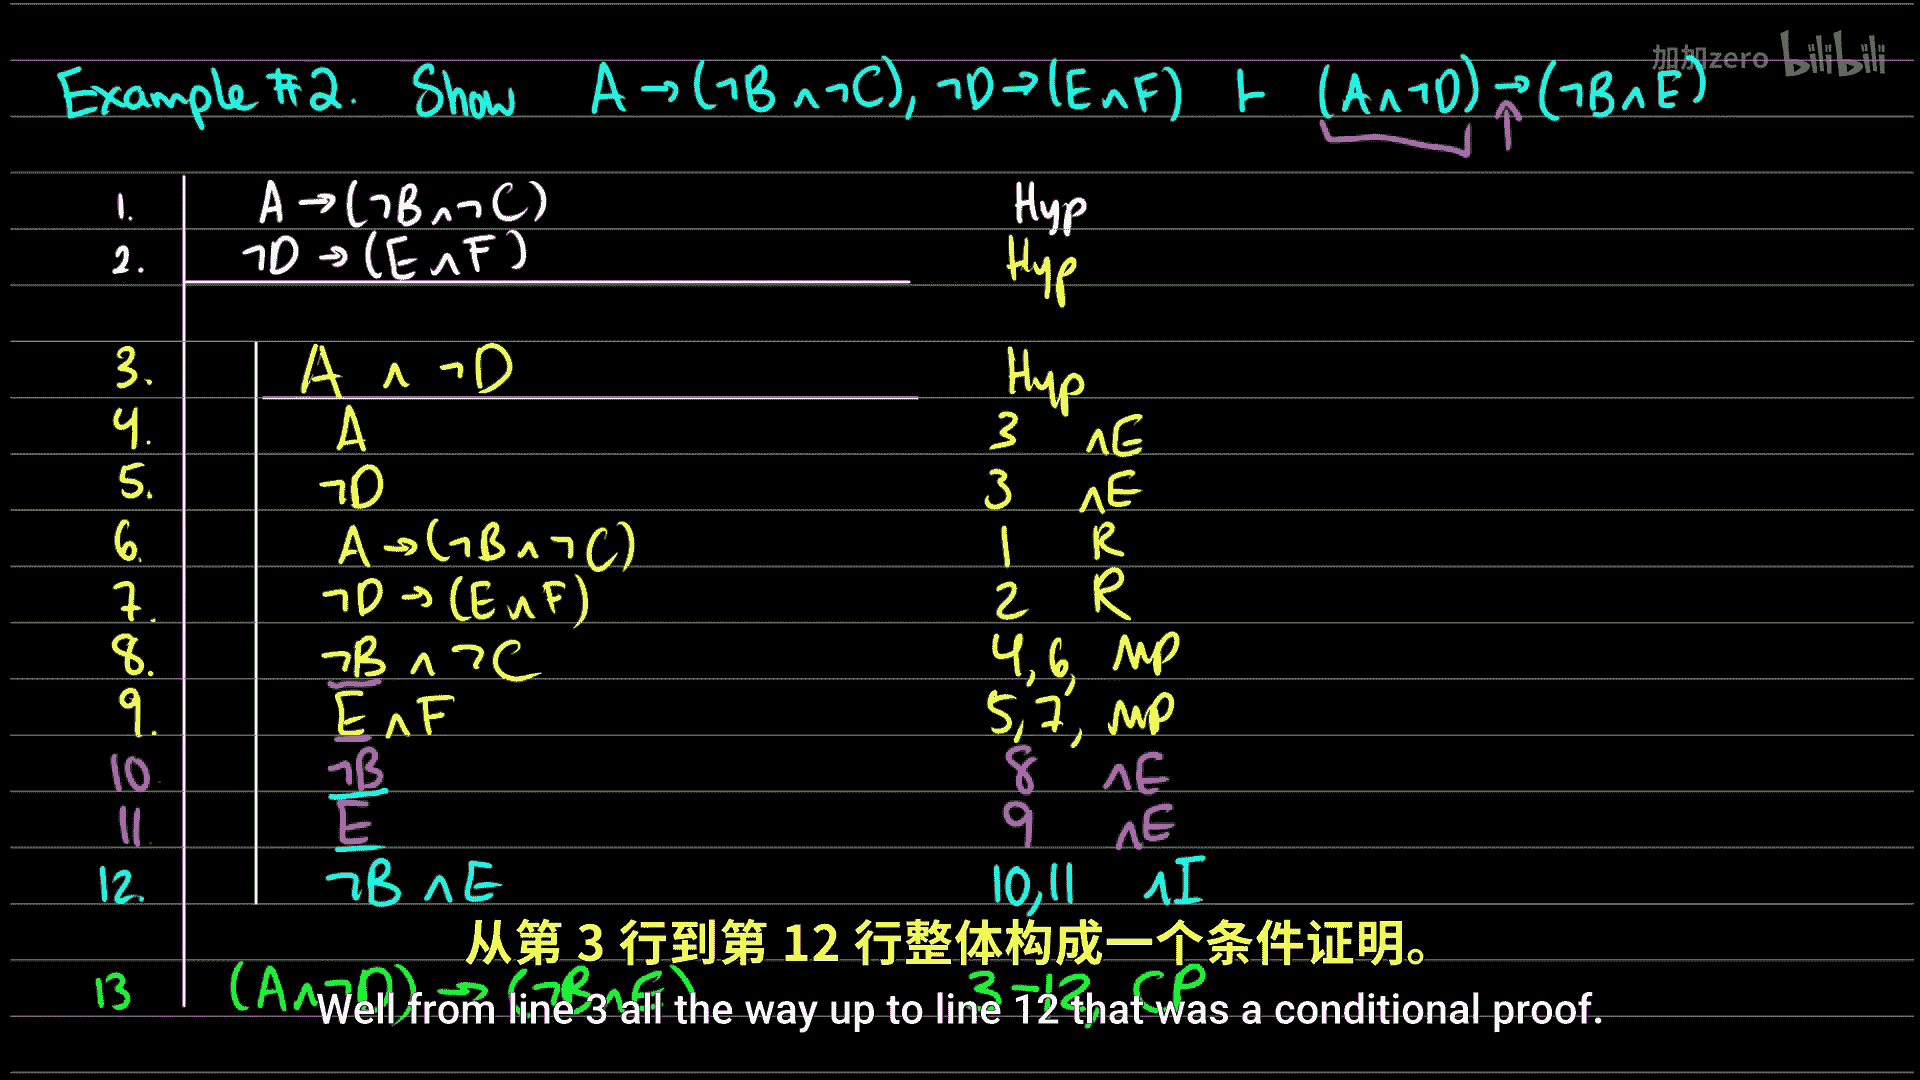 加加zero bilibili
Example #2. Show A → (¬B ∧ ¬C), ¬D → (E ∧ F) ⊢ (A ∧ ¬D) → (¬B ∧ E)
1. A → (¬B ∧ ¬C) Hyp
2. ¬D → (E ∧ F) Hyp
3. A ∧ ¬D Hyp
4. A 3 ∧E
5. ¬D 3 ∧E
6. A → (¬B ∧ ¬C) 1 R
7. ¬D → (E ∧ F) 2 R
8. ¬B ∧ ¬C 4,6, MP
9. E ∧ F 5,7, MP
10 ¬B 8 ∧E
11 E 9 ∧E
12. ¬B ∧ E 10,11 ∧I
从第 3 行到第 12 行整体构成一个条件证明。
13 (A ∧ ¬D) → (¬B ∧ E) 3-12, CP
Well from line 3 all the way up to line 12 that was a conditional proof.